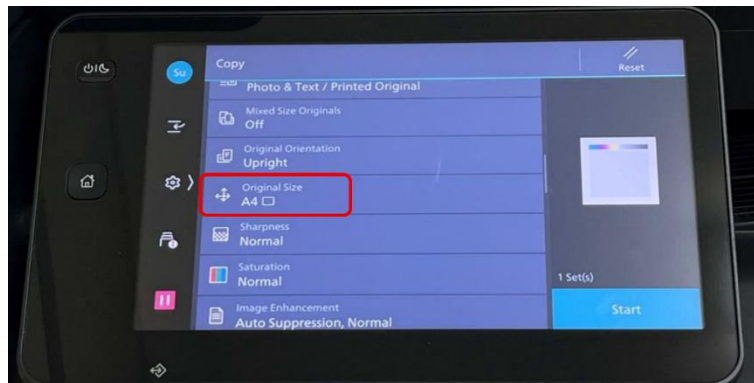 Su
Copy
Reset
Photo & Text / Printed Original
Mixed Size Originals
Off
Original Orientation
Upright
Original Size
A4
Sharpness
Normal
Saturation
Normal
1 Set(s)
Image Enhancement
Auto Suppression, Normal
Start